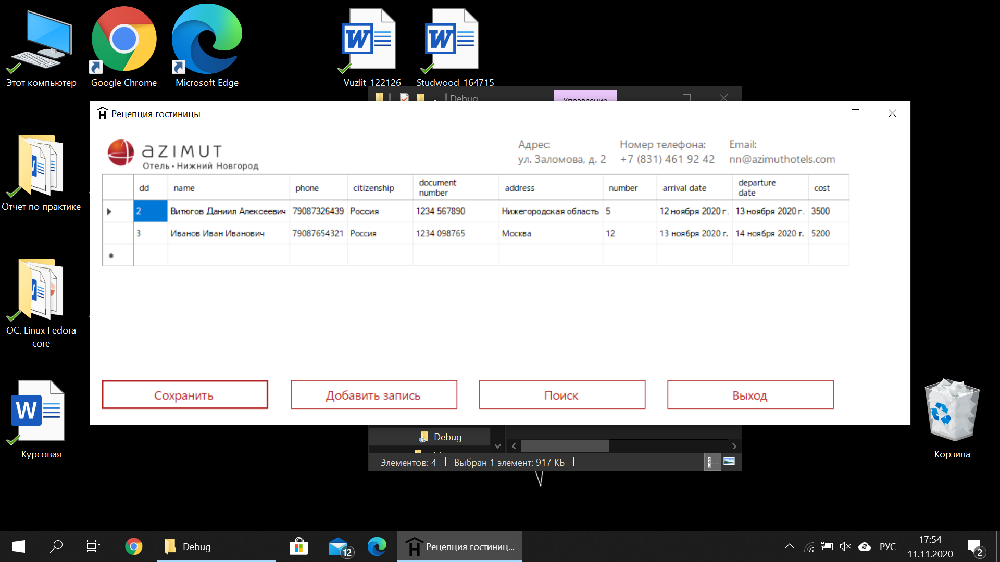 Этот компьютер
Google Chrome
Microsoft Edge
Vuzlit_122126
Studwood_164715
Debug
Управление
Рецепция гостиницы
AZIMUT
Отель • Нижний Новгород
Адрес:
ул. Заломова, д. 2
Номер телефона:
+7 (831) 461 92 42
Email:
nn@azimuthotels.com
dd name phone citizenship document number address number arrival date departure date cost
2 Витюгов Даниил Алексеевич 79087326439 Россия 1234 567890 Нижегородская область 5 12 ноября 2020 г. 13 ноября 2020 г. 3500
3 Иванов Иван Иванович 79087654321 Россия 1234 098765 Москва 12 13 ноября 2020 г. 14 ноября 2020 г. 5200
Сохранить
Добавить запись
Поиск
Выход
Отчет по практике
ОС. Linux Fedora
core
Курсовая
Корзина
Debug
Элементов: 4
Выбран 1 элемент: 917 КБ
Debug
12
Рецепция гостиниц...
РУС
17:54
11.11.2020
2